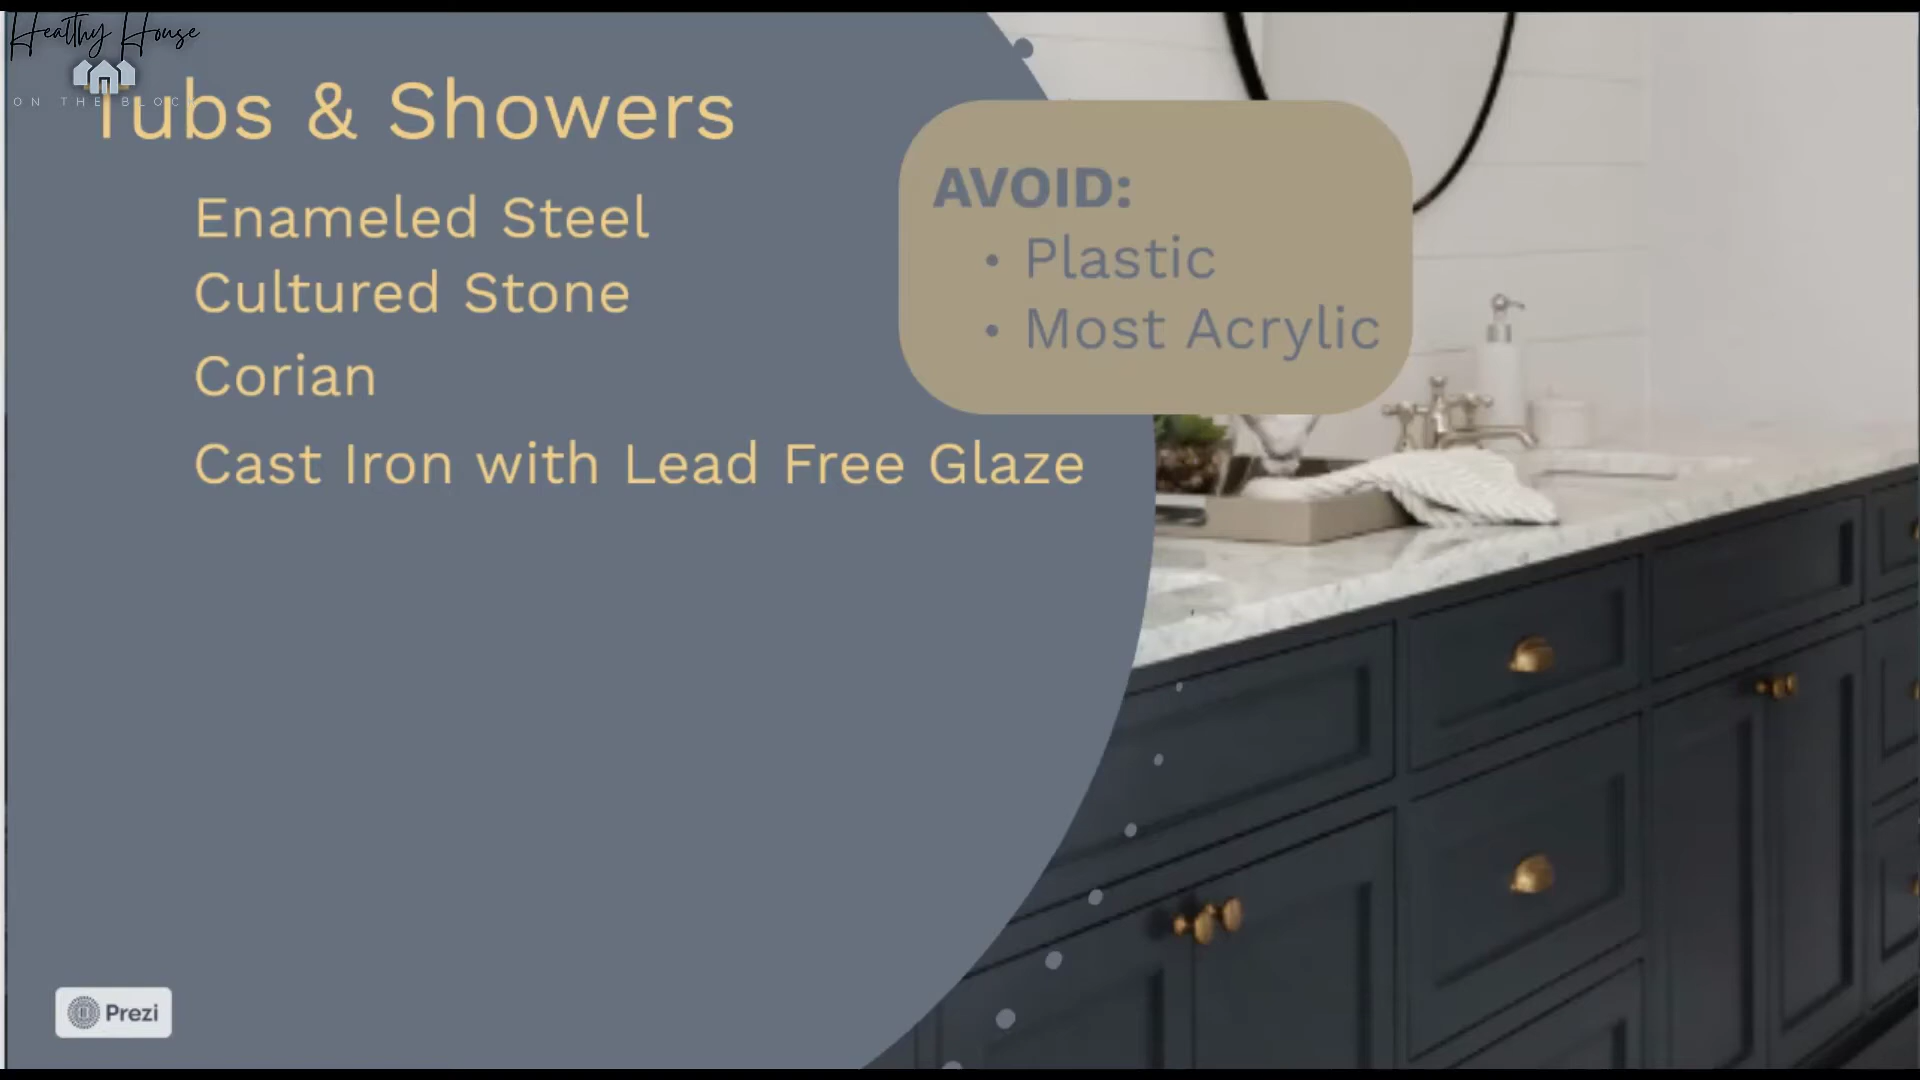 Healthy House
ON THE BLOCK
Tubs & Showers
Enameled Steel
Cultured Stone
Corian
Cast Iron with Lead Free Glaze
AVOID:
• Plastic
• Most Acrylic
Prezi